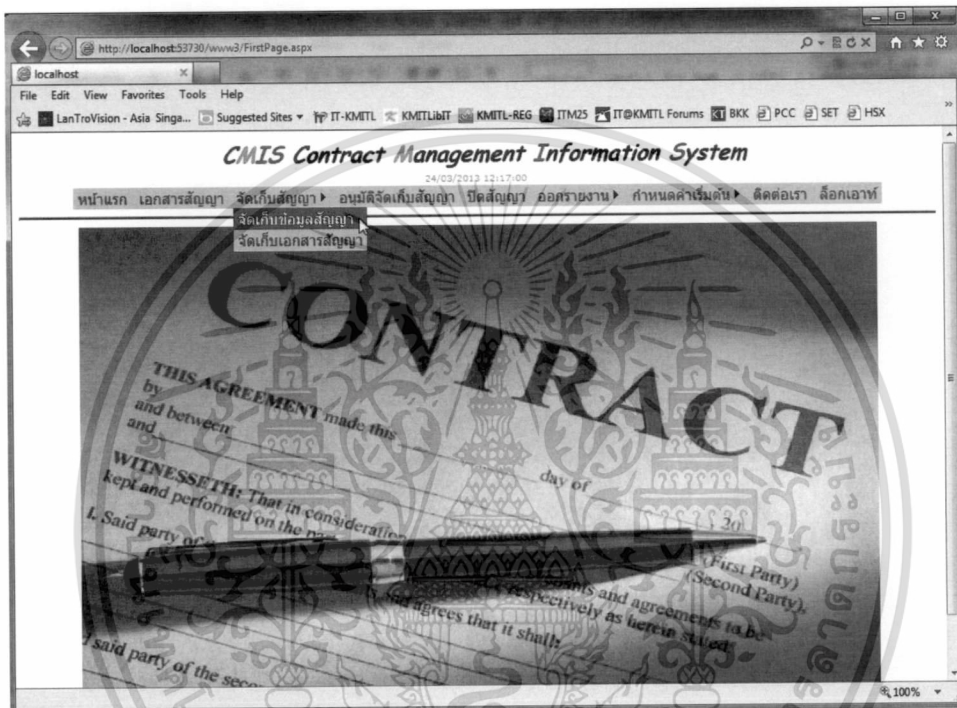 http://localhost:53730/www3/FirstPage.aspx
localhost
File Edit View Favorites Tools Help
LanTroVision - Asia Singa... Suggested Sites IT-KMITL KMITLibIT KMITL-REG ITM25 IT@KMITL Forums BKK PCC SET HSX
CMIS Contract Management Information System
24/03/2013 12:17:00
หน้าแรก เอกสารสัญญา จัดเก็บสัญญา อนุมัติจัดเก็บสัญญา ปิดสัญญา ออกรายงาน กำหนดค่าเริ่มต้น ติดต่อเรา ล็อกเอาท์
จัดเก็บข้อมูลสัญญา
จัดเก็บเอกสารสัญญา
CONTRACT
THIS AGREEMENT made this
by
and between
and
day of
20
WITNESSETH: That in consideration
kept and performed on the
1. Said party of
(First Party)
(Second Party),
and agreements to be
respectively as herein stated
and agrees that it shall:
said party of the
100%